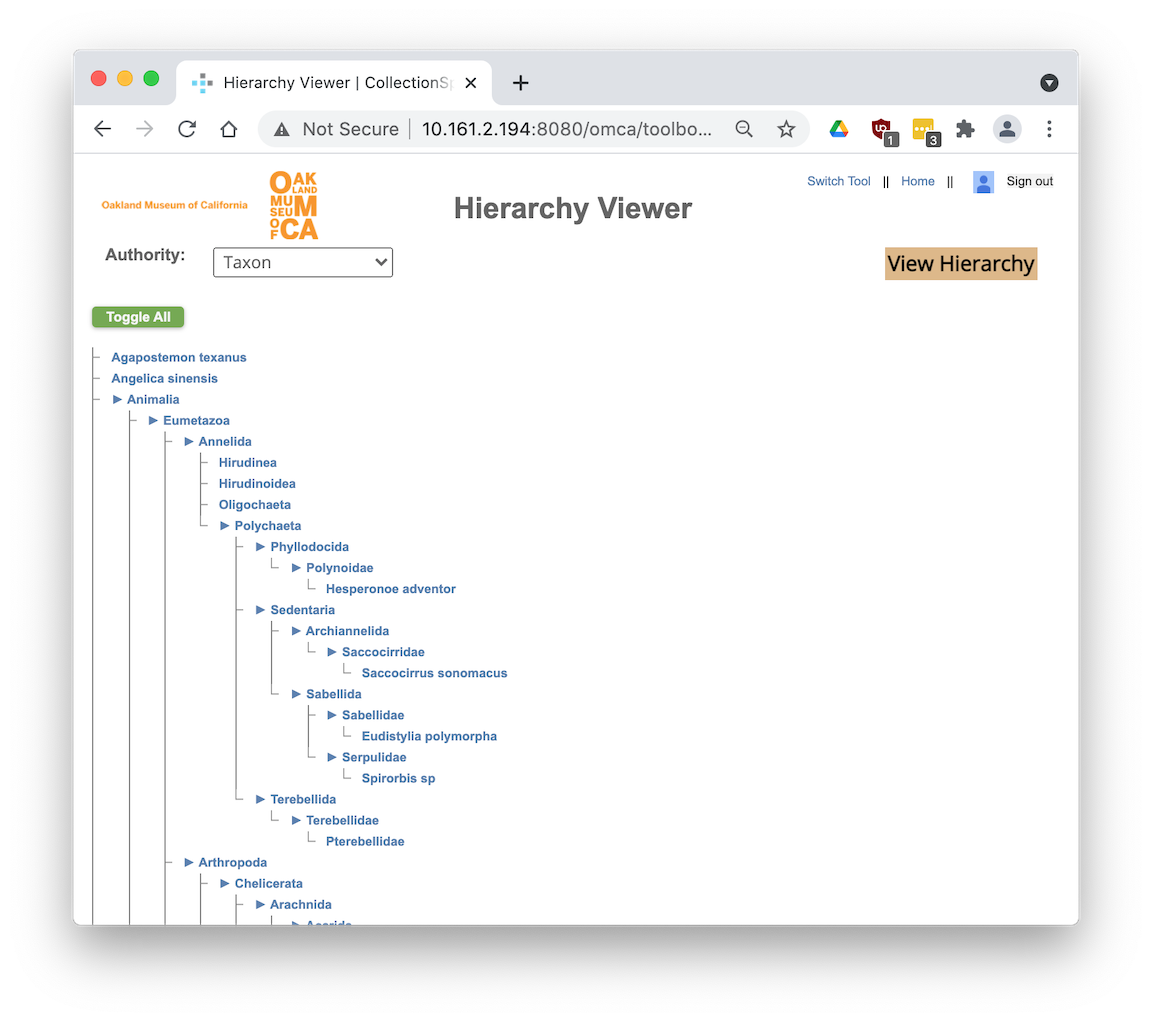 Hierarchy Viewer | CollectionSp
Not Secure | 10.161.2.194:8080/omca/toolbo...
1
3
Oakland Museum of California
OAK
LAND
MUSEUM
OF
CA
Hierarchy Viewer
Switch Tool || Home || Sign out
Authority: Taxon
View Hierarchy
Toggle All
Agapostemon texanus
Angelica sinensis
Animalia
Eumetazoa
Annelida
Hirudinea
Hirudinoidea
Oligochaeta
Polychaeta
Phyllodocida
Polynoidae
Hesperonoe adventor
Sedentaria
Archiannelida
Saccocirridae
Saccocirrus sonomacus
Sabellida
Sabellidae
Eudistylia polymorpha
Serpulidae
Spirorbis sp
Terebellida
Terebellidae
Pterebellidae
Arthropoda
Chelicerata
Arachnida